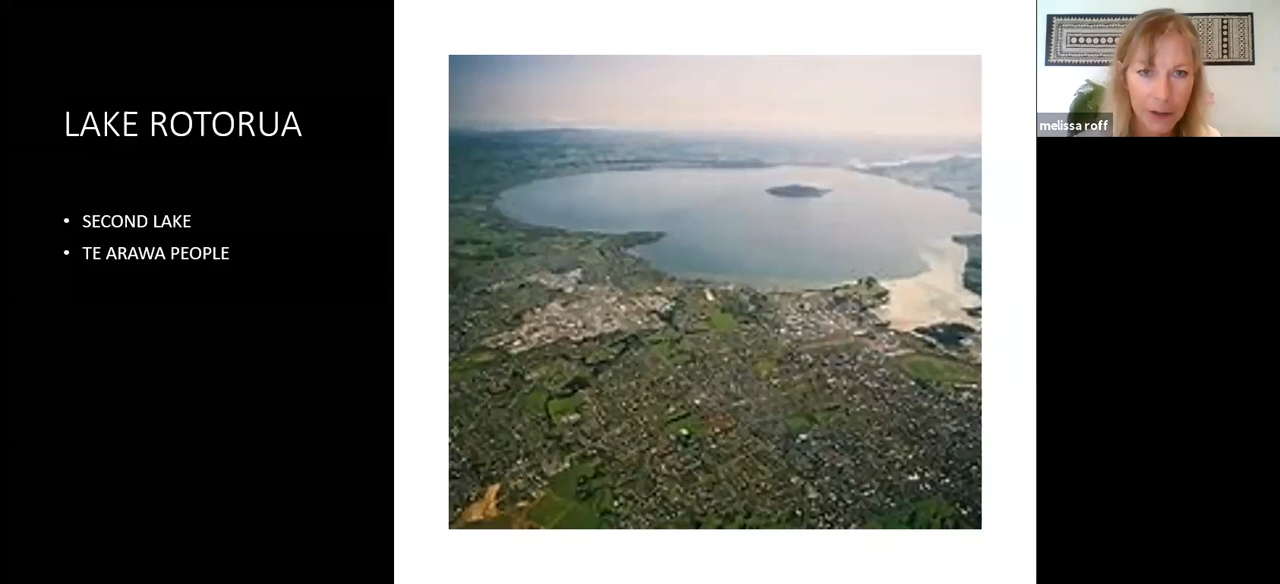 LAKE ROTORUA
• SECOND LAKE
• TE ARAWA PEOPLE
melissa roff